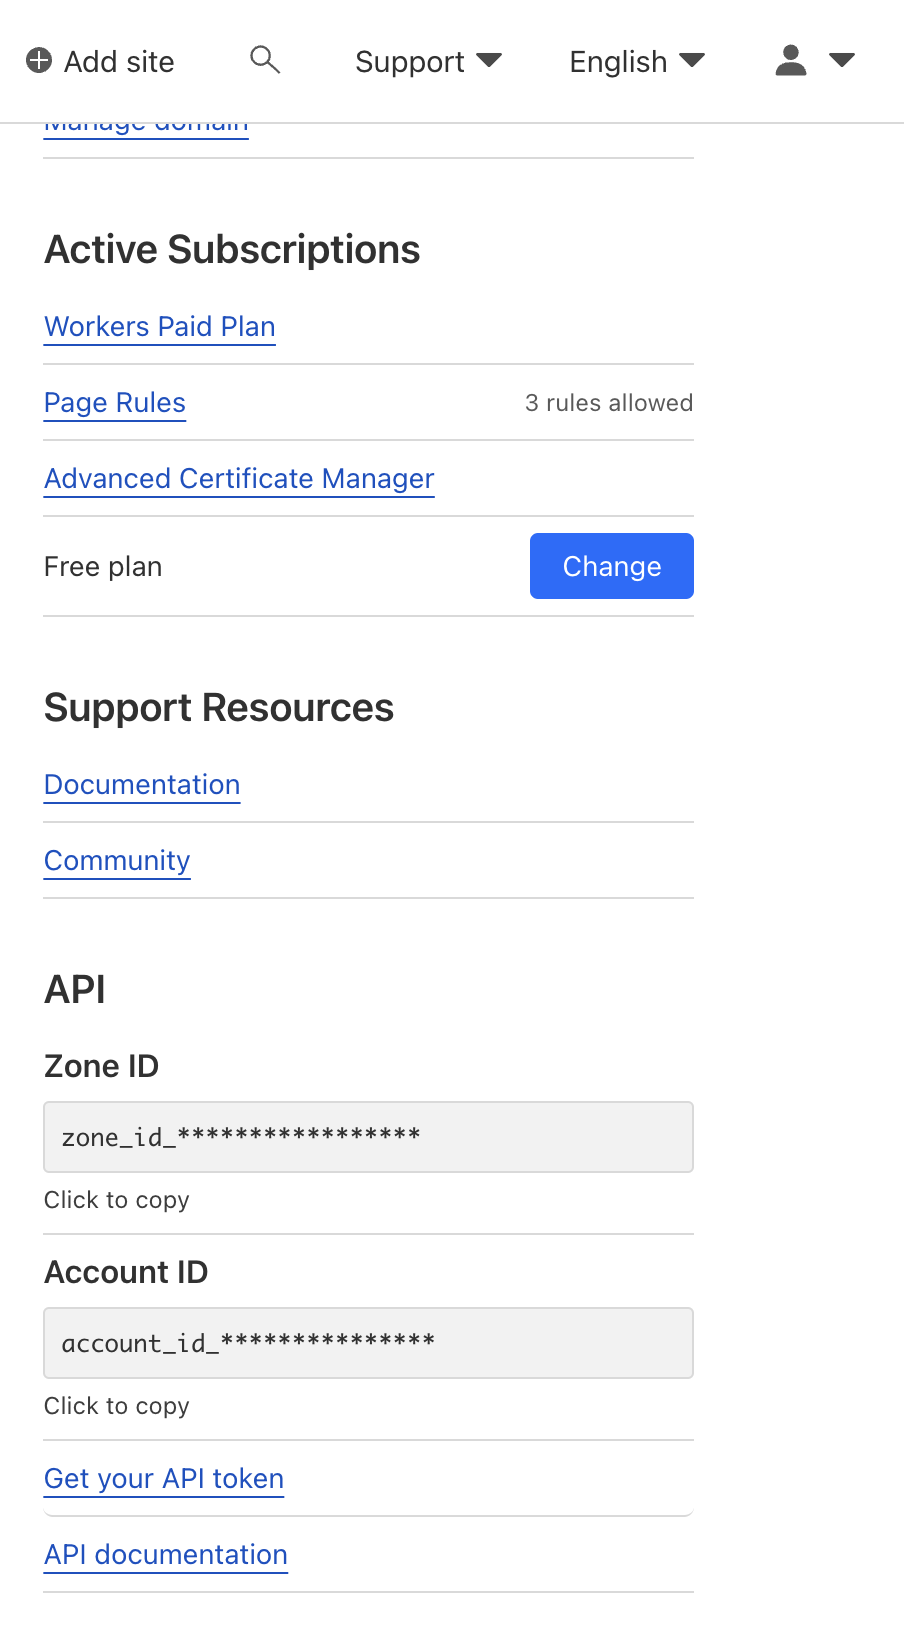 Add site
Support
English
Manage domain
Active Subscriptions
Workers Paid Plan
Page Rules 3 rules allowed
Advanced Certificate Manager
Free plan Change
Support Resources
Documentation
Community
API
Zone ID
zone_id_*****************
Click to copy
Account ID
account_id_***************
Click to copy
Get your API token
API documentation